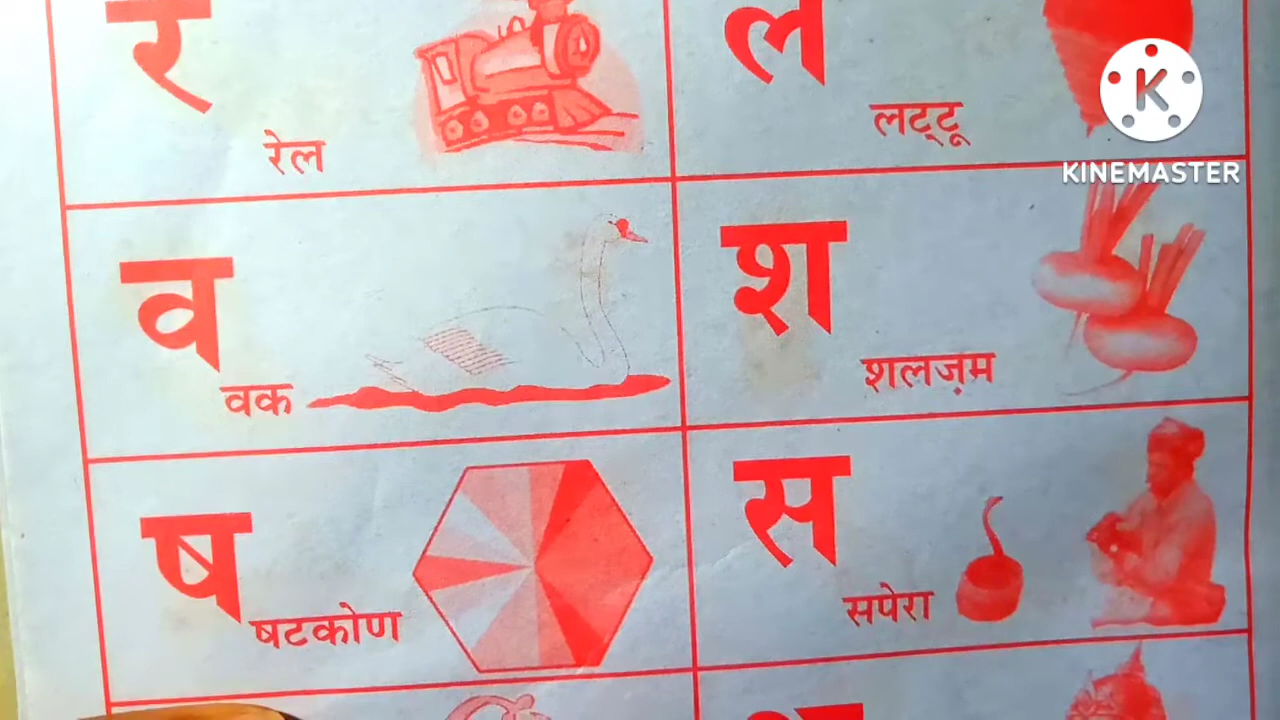 र
रेल
ल
लट्टू
K
KINEMASTER
व
वक
श
शलज़म
ष
षटकोण
स
सपेरा